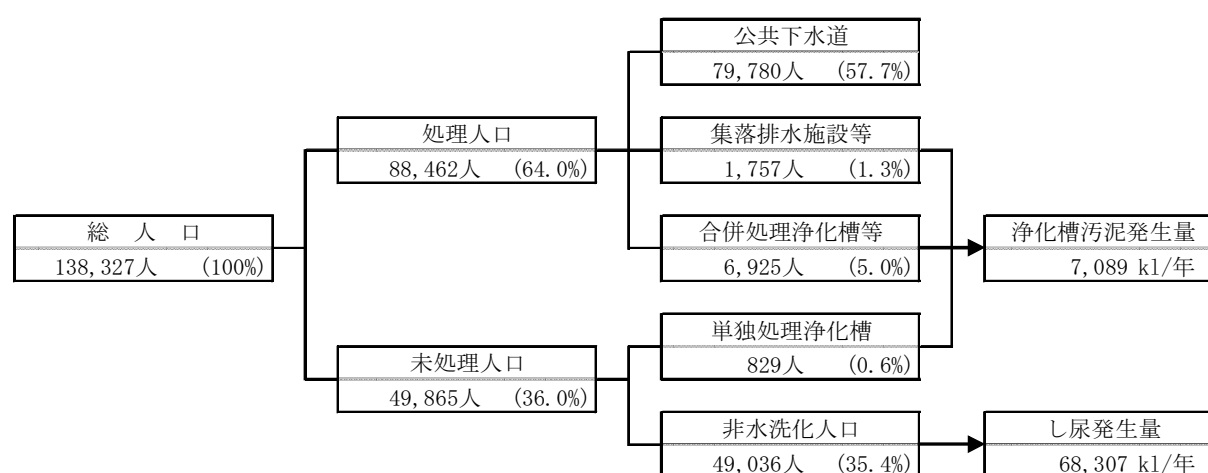 公共下水道
79,780人 (57.7%)
処理人口
88,462人 (64.0%)
集落排水施設等
1,757人 (1.3%)
総 人 口
138,327人 (100%)
合併処理浄化槽等
6,925人 (5.0%)
浄化槽汚泥発生量
7,089 kl/年
単独処理浄化槽
829人 (0.6%)
未処理人口
49,865人 (36.0%)
非水洗化人口
49,036人 (35.4%)
し尿発生量
68,307 kl/年